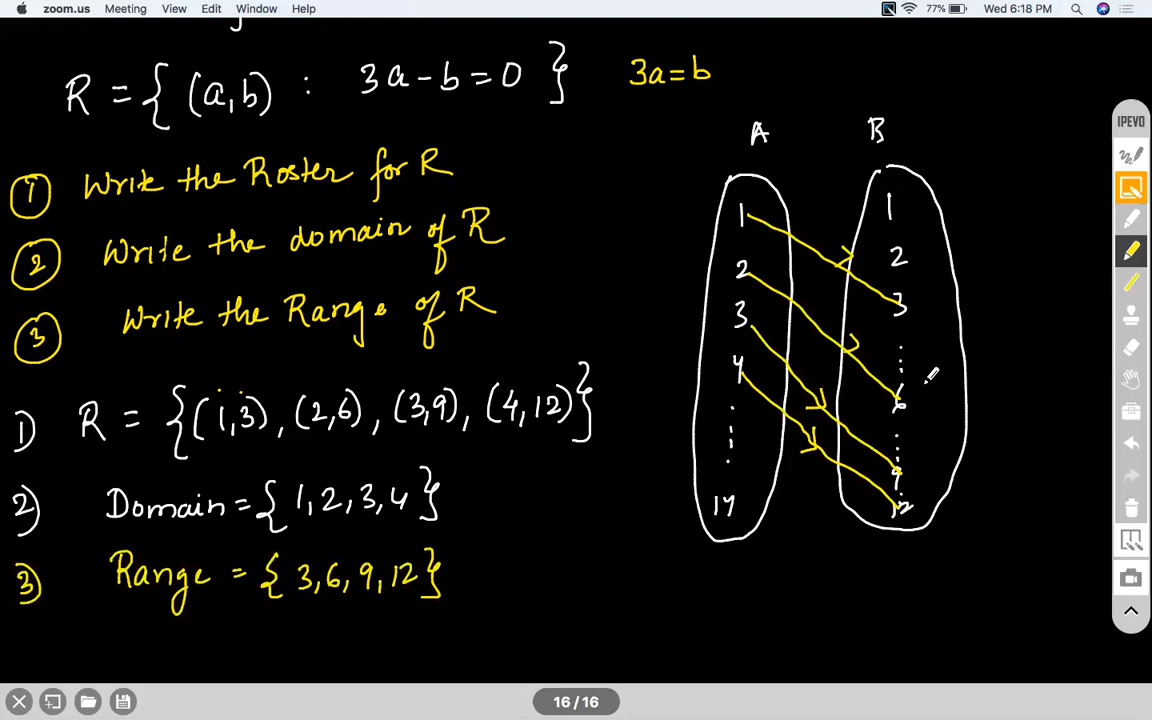 zoom.us Meeting View Edit Window Help 77% Wed 6:18 PM
R = { (a,b) : 3a - b = 0 } 3a = b
A B
IPEVO
① Write the Roster for R
② Write the domain of R
③ Write the Range of R
1 1
2 2
3 3
4 6
9
14 12
1) R = {(1,3), (2,6), (3,9), (4,12)}
2) Domain = { 1, 2, 3, 4 }
3) Range = { 3, 6, 9, 12 }
16 / 16